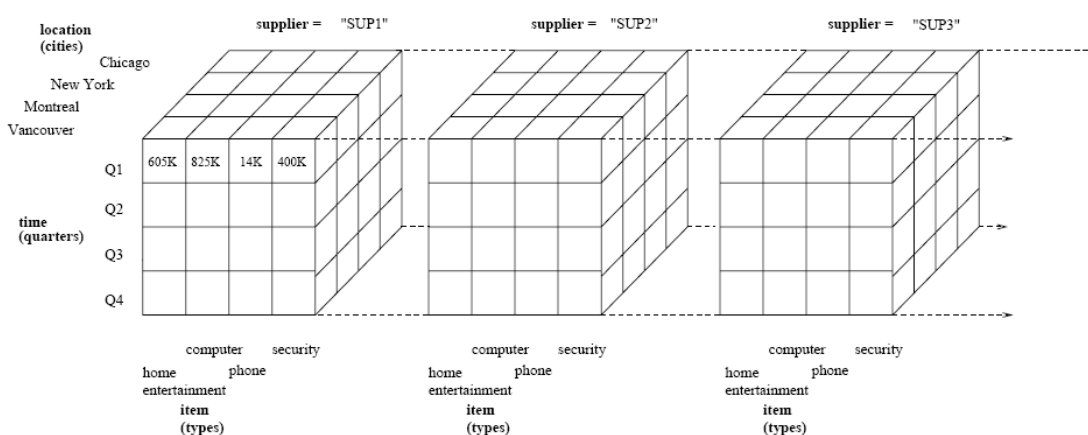 supplier = "SUP1" supplier = "SUP2" supplier = "SUP3"
location
(cities)
Chicago
New York
Montreal
Vancouver
Q1 605K 825K 14K 400K
Q2
time
(quarters)
Q3
Q4
computer security computer security computer security
home phone home phone home phone
entertainment entertainment entertainment
item item item
(types) (types) (types)